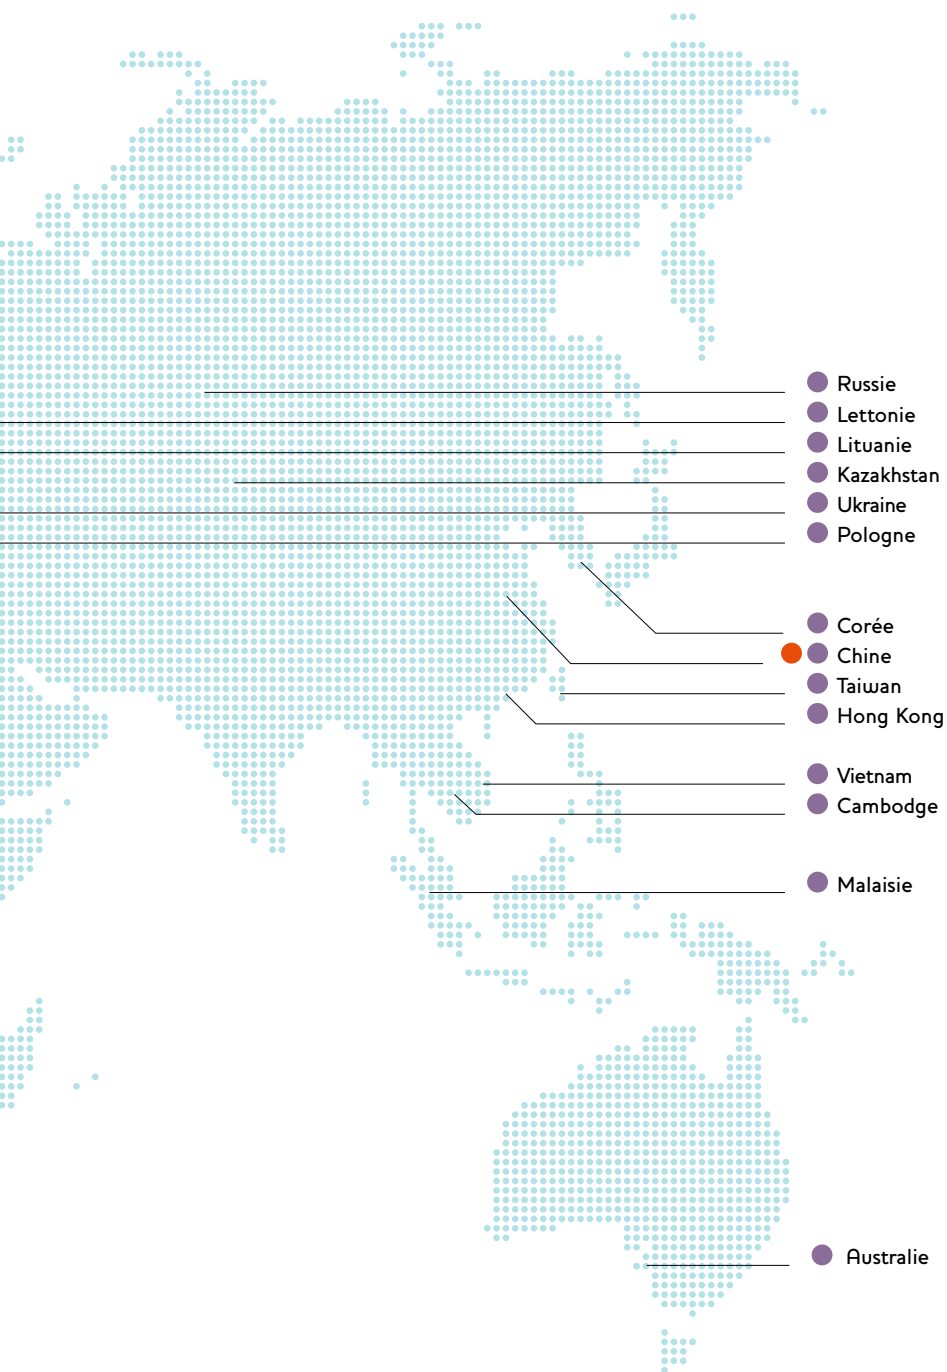 Russie
Lettonie
Lituanie
Kazakhstan
Ukraine
Pologne
Corée
Chine
Taiwan
Hong Kong
Vietnam
Cambodge
Malaisie
Australie